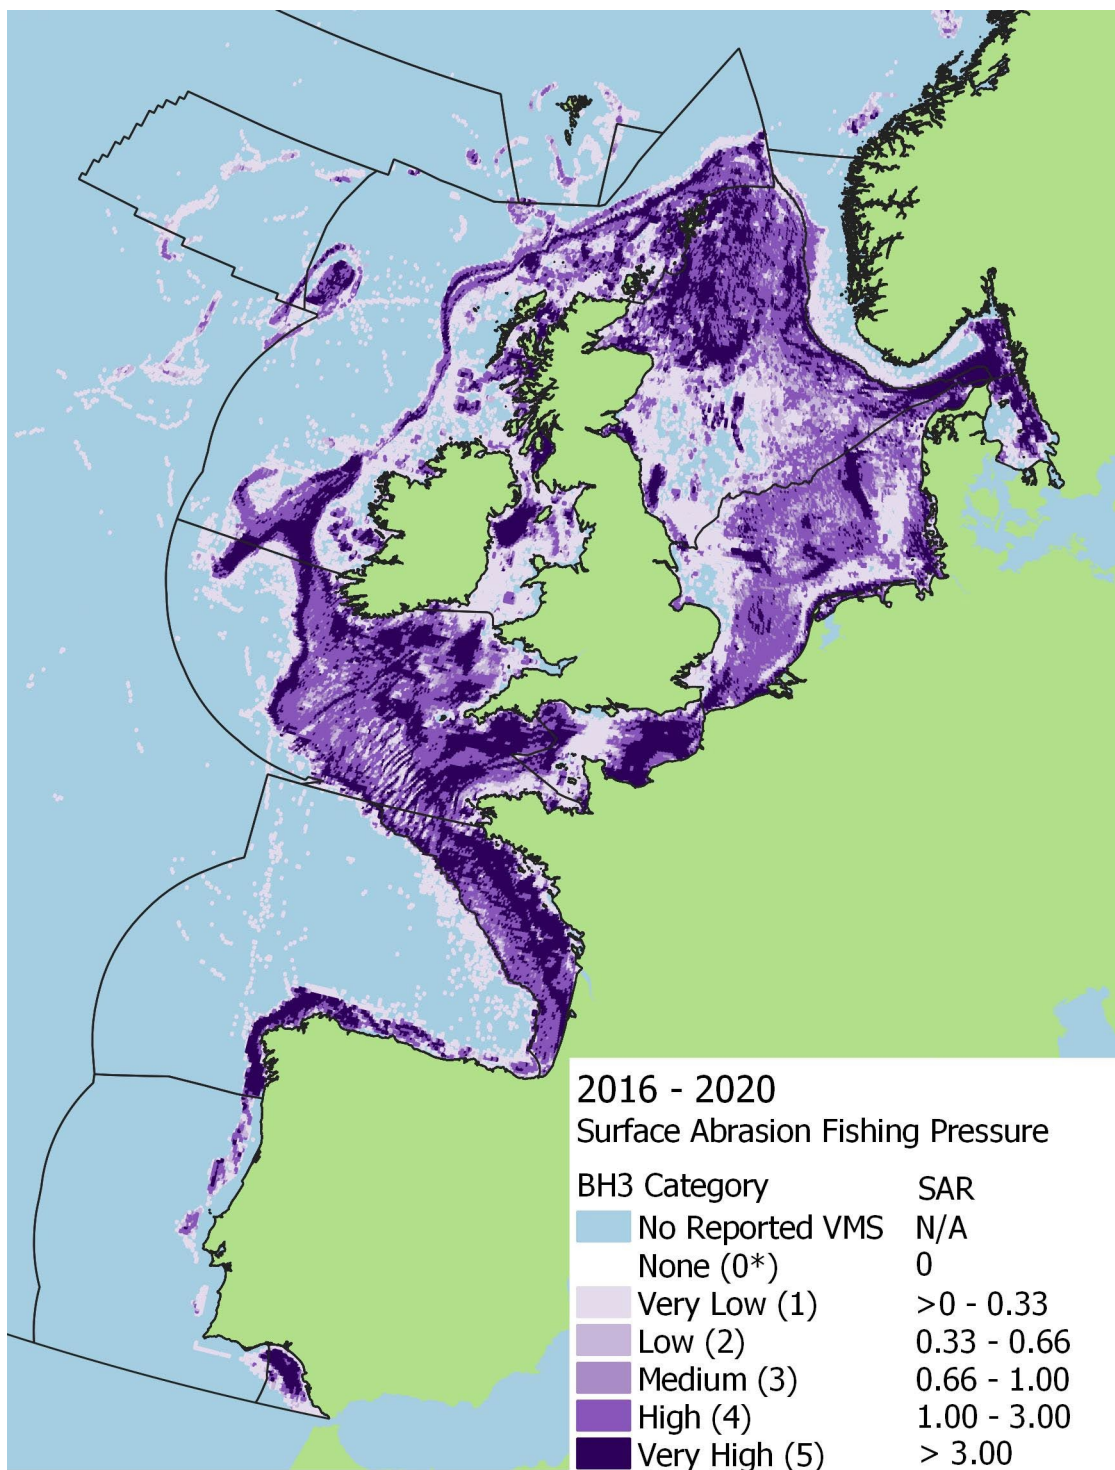 2016 - 2020
Surface Abrasion Fishing Pressure
BH3 Category SAR
No Reported VMS N/A
None (0*) 0
Very Low (1) >0 - 0.33
Low (2) 0.33 - 0.66
Medium (3) 0.66 - 1.00
High (4) 1.00 - 3.00
Very High (5) > 3.00